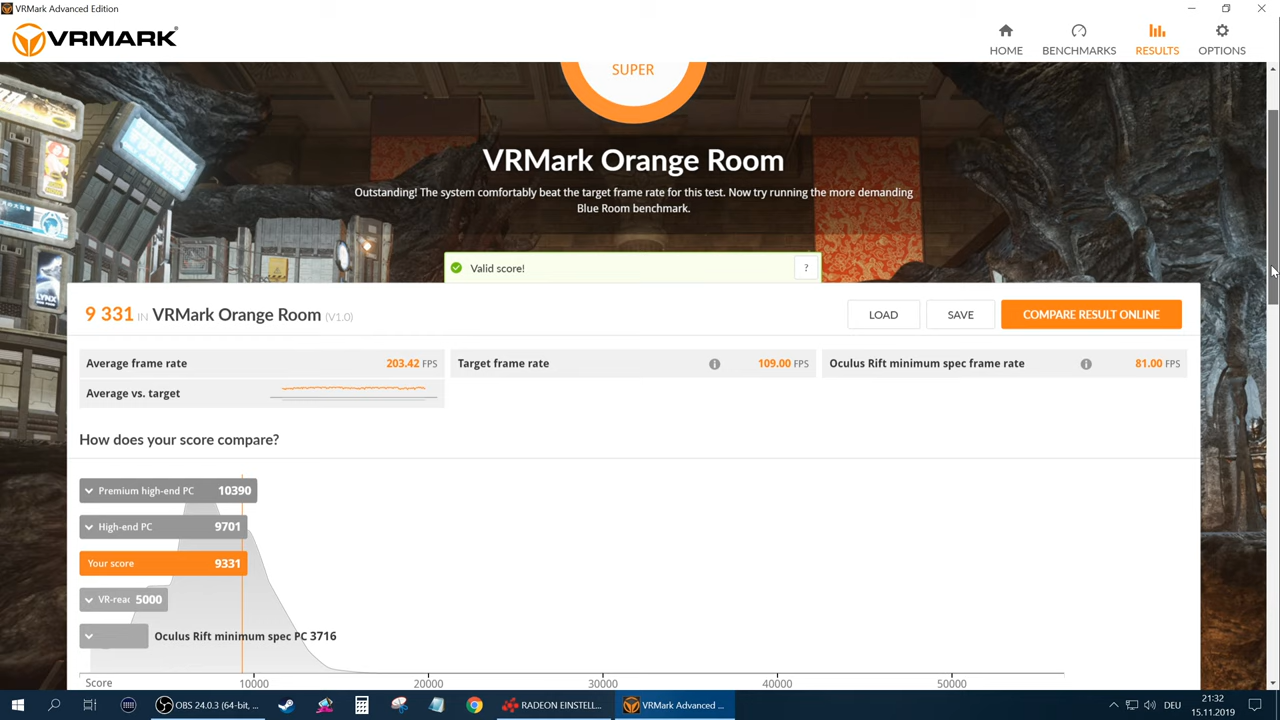 VRMark Advanced Edition
VRMARK
HOME
BENCHMARKS
RESULTS
OPTIONS
SUPER
VRMark Orange Room
Outstanding! The system comfortably beat the target frame rate for this test. Now try running the more demanding
Blue Room benchmark.
Valid score!
?
9 331 IN VRMark Orange Room (V1.0)
LOAD
SAVE
COMPARE RESULT ONLINE
Average frame rate 203.42 FPS
Target frame rate 109.00 FPS
Oculus Rift minimum spec frame rate 81.00 FPS
Average vs. target
How does your score compare?
Premium high-end PC 10390
High-end PC 9701
Your score 9331
VR-rea 5000
Oculus Rift minimum spec PC 3716
Score 10000 20000 30000 40000 50000
LYNX
OBS 24.0.3 (64-bit, ...
RADEON EINSTELL...
VRMark Advanced ...
DEU
21:32
15.11.2019